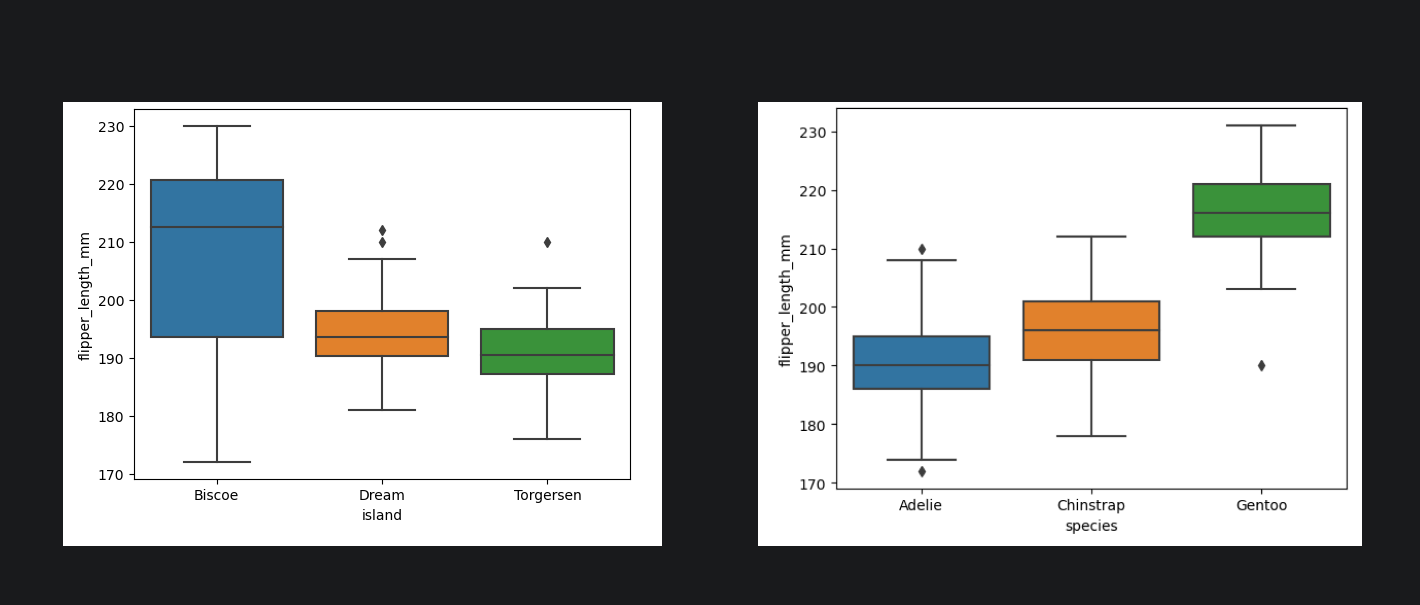 230
220
210
200
190
180
170
flipper_length_mm
Biscoe Dream Torgersen
island
230
220
210
200
190
180
170
flipper_length_mm
Adelie Chinstrap Gentoo
species